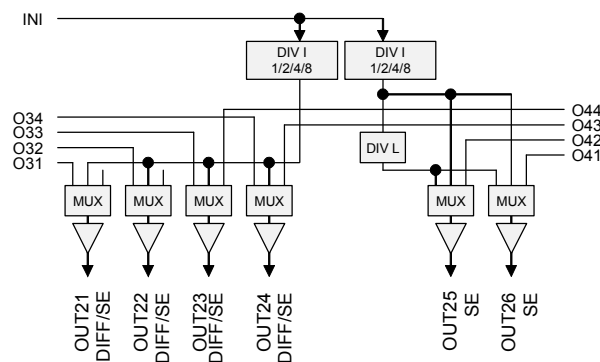 INI
DIV I
1/2/4/8
DIV I
1/2/4/8
O34
O33
O32
O31
O44
O43
O42
O41
DIV L
MUX
MUX
MUX
MUX
MUX
MUX
OUT21
DIFF/SE
OUT22
DIFF/SE
OUT23
DIFF/SE
OUT24
DIFF/SE
OUT25
SE
OUT26
SE